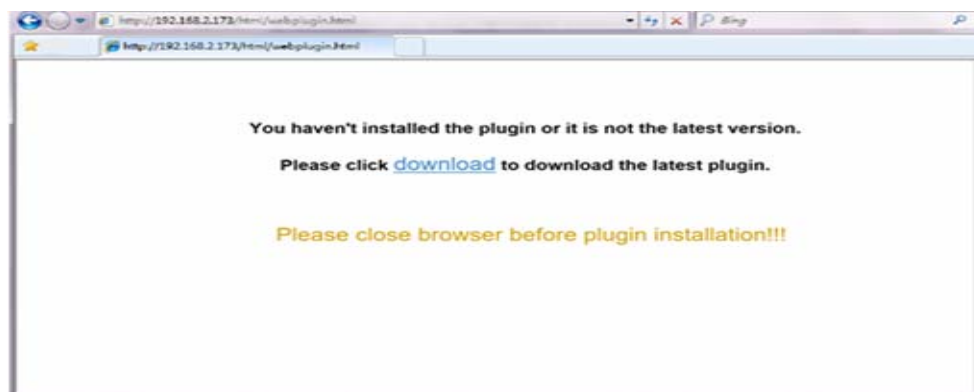 http://192.168.2.173/html/webplugin.html
Bing
http://192.168.2.173/html/webplugin.html
You haven't installed the plugin or it is not the latest version.
Please click download to download the latest plugin.
Please close browser before plugin installation!!!